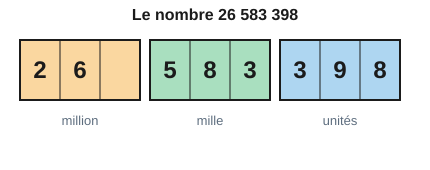 Le nombre 26 583 398
2 6 5 8 3 3 9 8
million mille unités